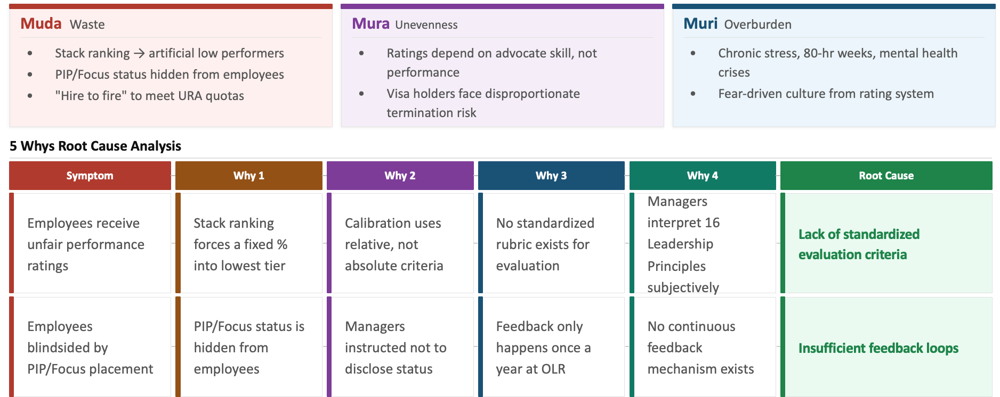 Muda Waste
Stack ranking → artificial low performers
PIP/Focus status hidden from employees
"Hire to fire" to meet URA quotas
Mura Unevenness
Ratings depend on advocate skill, not
performance
Visa holders face disproportionate
termination risk
Muri Overburden
Chronic stress, 80-hr weeks, mental health
crises
Fear-driven culture from rating system
5 Whys Root Cause Analysis
Symptom
Why 1
Why 2
Why 3
Why 4
Root Cause
Employees receive
unfair performance
ratings
Stack ranking
forces a fixed %
into lowest tier
Calibration uses
relative, not
absolute criteria
No standardized
rubric exists for
evaluation
Managers
interpret 16
Leadership
Principles
subjectively
Lack of standardized
evaluation criteria
Employees
blindsided by
PIP/Focus placement
PIP/Focus status is
hidden from
employees
Managers
instructed not to
disclose status
Feedback only
happens once a
year at OLR
No continuous
feedback
mechanism exists
Insufficient feedback loops